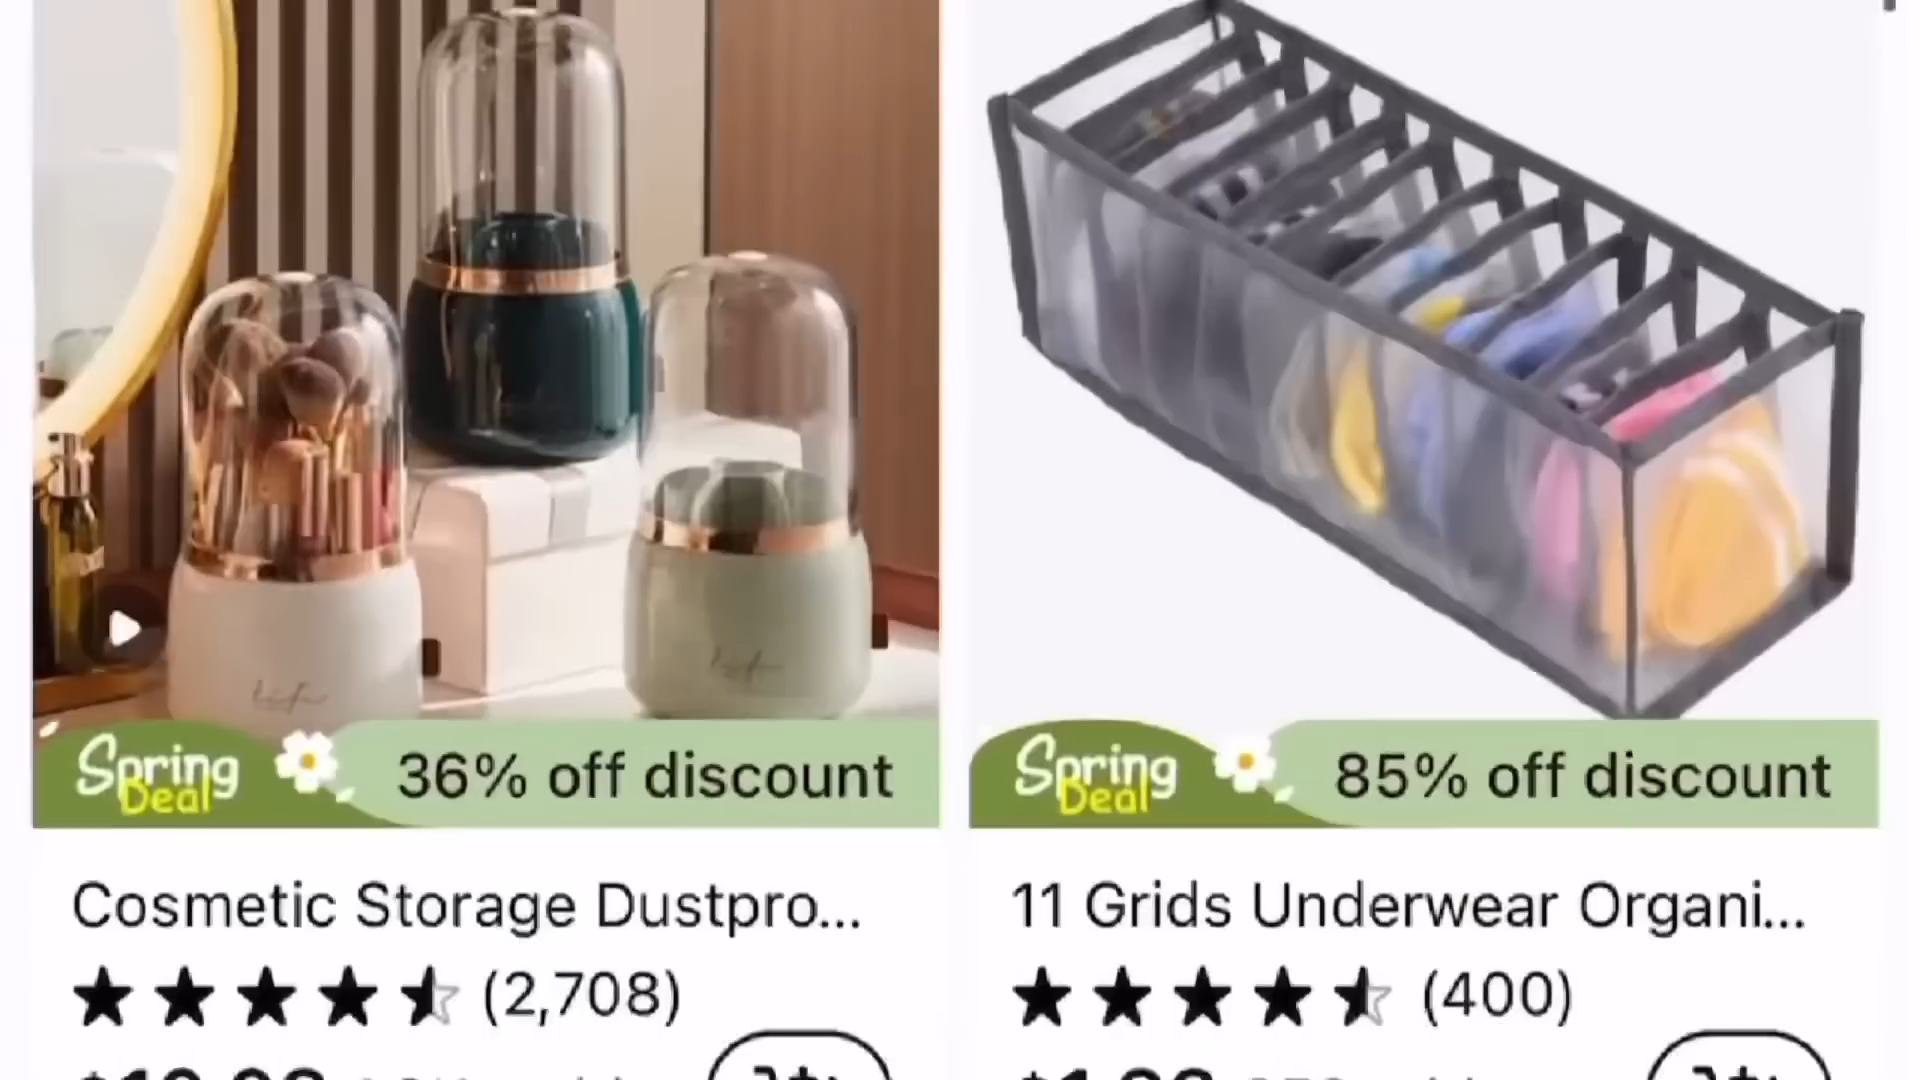 Spring Deal 36% off discount
Spring Deal 85% off discount
Cosmetic Storage Dustpro...
11 Grids Underwear Organi...
(2,708)
(400)